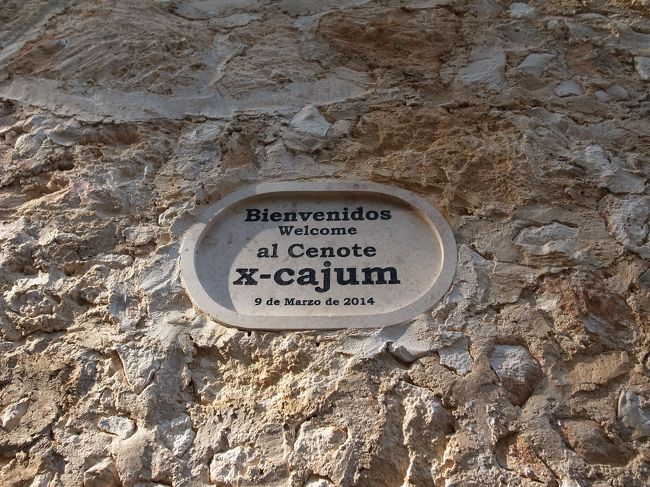 Bienvenidos
Welcome
al Cenote
x-cajum
9 de Marzo de 2014